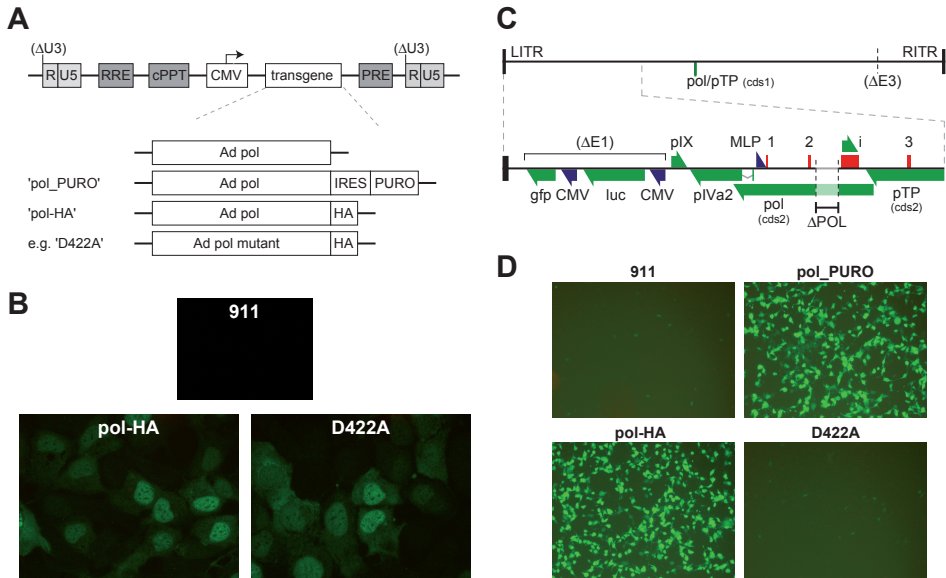 A
(ΔU3)
(ΔU3)
R U5 RRE cPPT CMV transgene PRE R U5
Ad pol
'pol_PURO' Ad pol IRES PURO
'pol-HA' Ad pol HA
e.g. 'D422A' Ad pol mutant HA
B
911
pol-HA
D422A
C
LITR RITR
pol/pTP (cds1) (ΔE3)
(ΔE1) pIX MLP 1 2 i 3
gfp CMV luc CMV pIVa2 pol (cds2) pTP (cds2)
ΔPOL
D
911 pol_PURO
pol-HA D422A